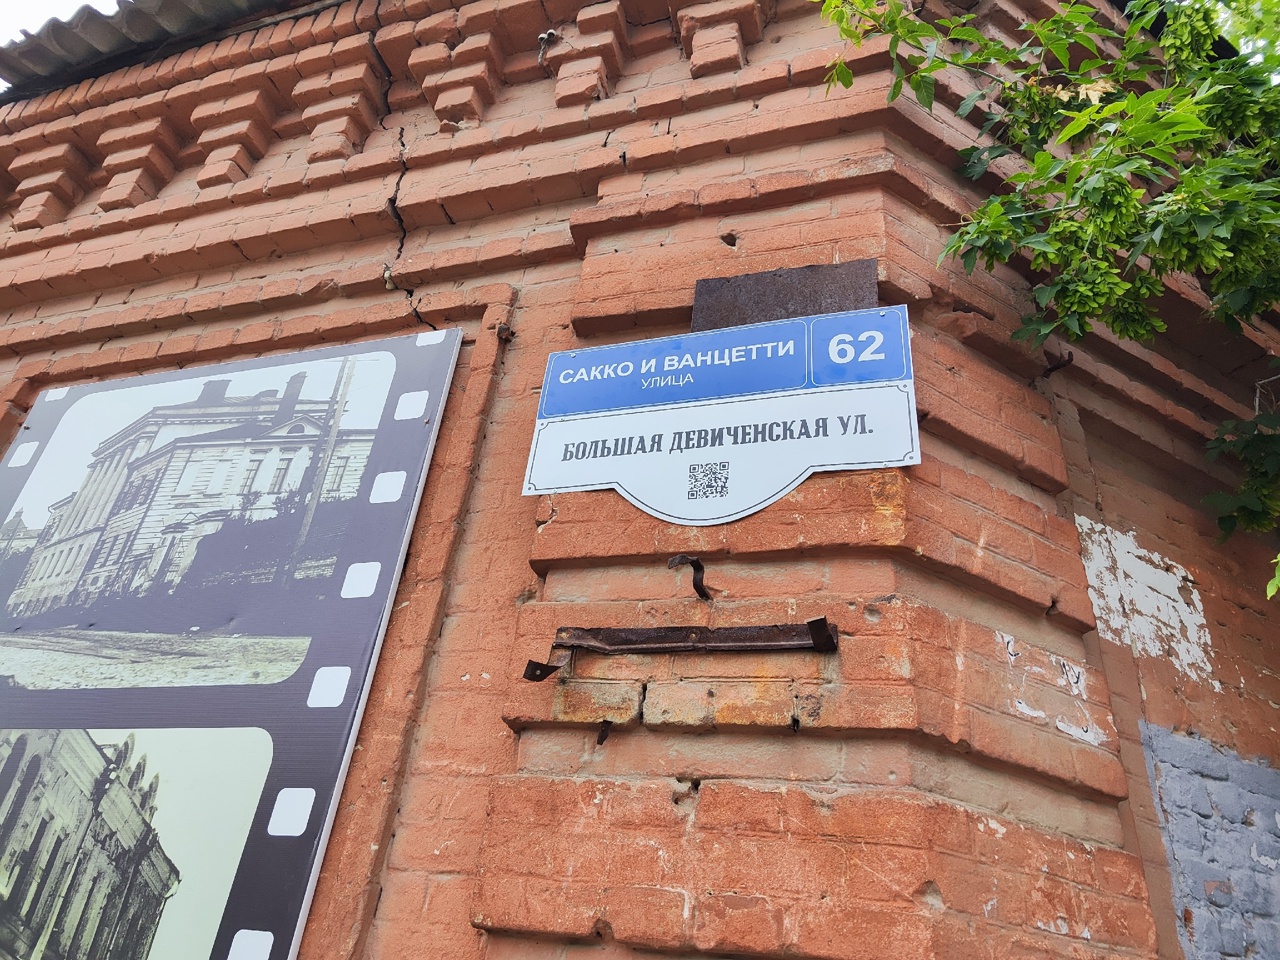 САККО И ВАНЦЕТТИ
УЛИЦА
62
БОЛЬШАЯ ДЕВИЧЕНСКАЯ УЛ.